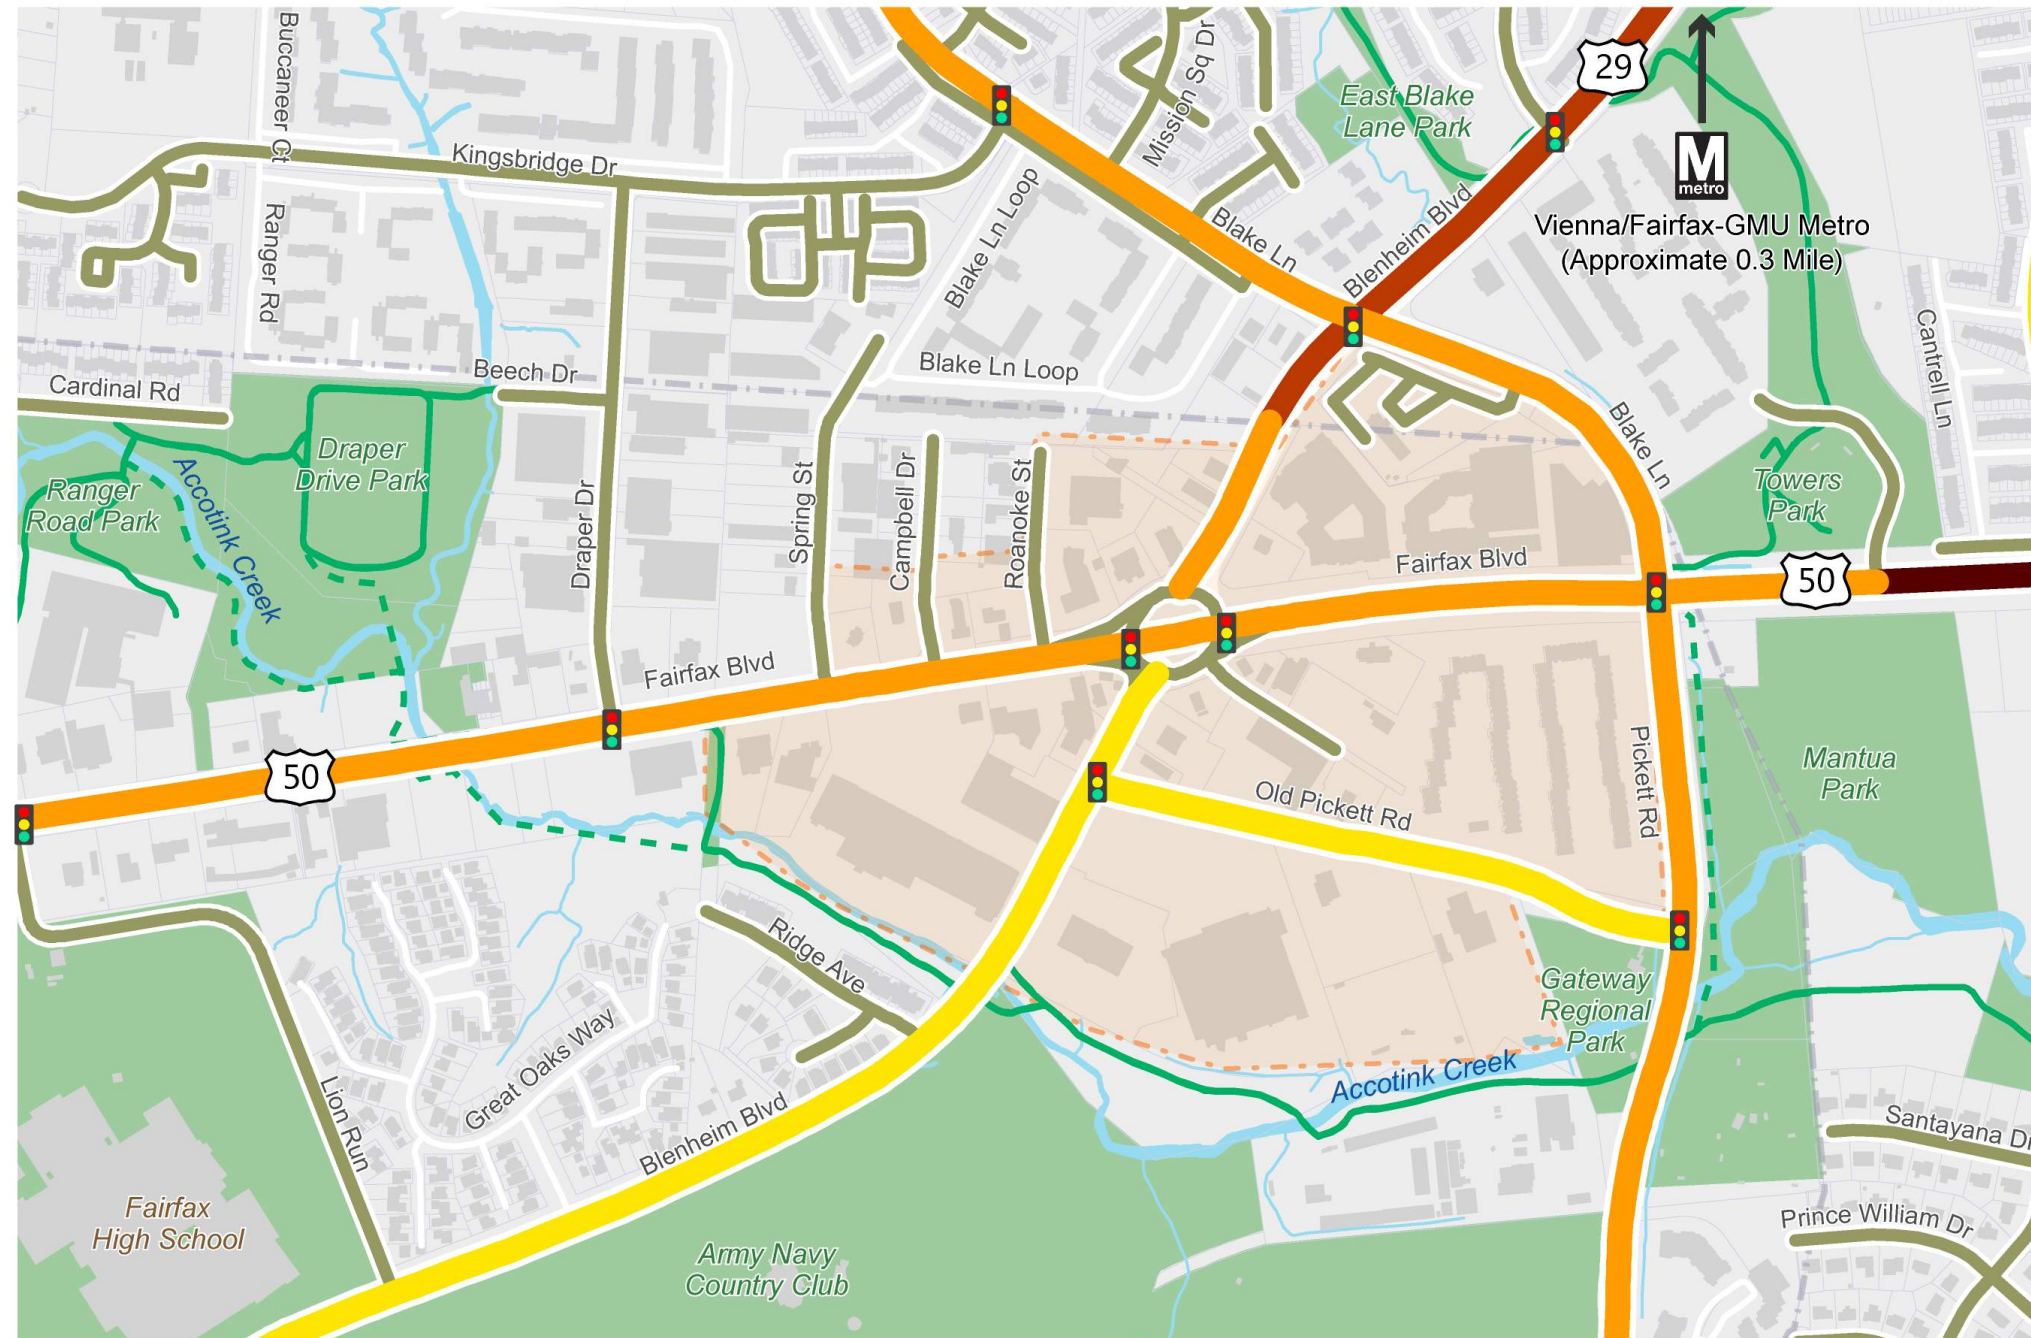 Buccaneer Ct
Mission Sq Dr
29
East Blake
Lane Park
M
metro
Kingsbridge Dr
Vienna/Fairfax-GMU Metro
(Approximate 0.3 Mile)
Ranger Rd
Blake Ln Loop
Blake Ln
Blenheim Blvd
Cantrell Ln
Cardinal Rd
Beech Dr
Blake Ln Loop
Blake Ln
Draper
Drive Park
Ranger
Road Park
Accotink Creek
Draper Dr
Spring St
Campbell Dr
Roanoke St
Towers
Park
Fairfax Blvd
50
Fairfax Blvd
50
Pickett Rd
Mantua
Park
Old Pickett Rd
Ridge Ave
Gateway
Regional
Park
Great Oaks Way
Lion Run
Blenheim Blvd
Accotink Creek
Santayana Dr
Fairfax
High School
Army Navy
Country Club
Prince William Dr